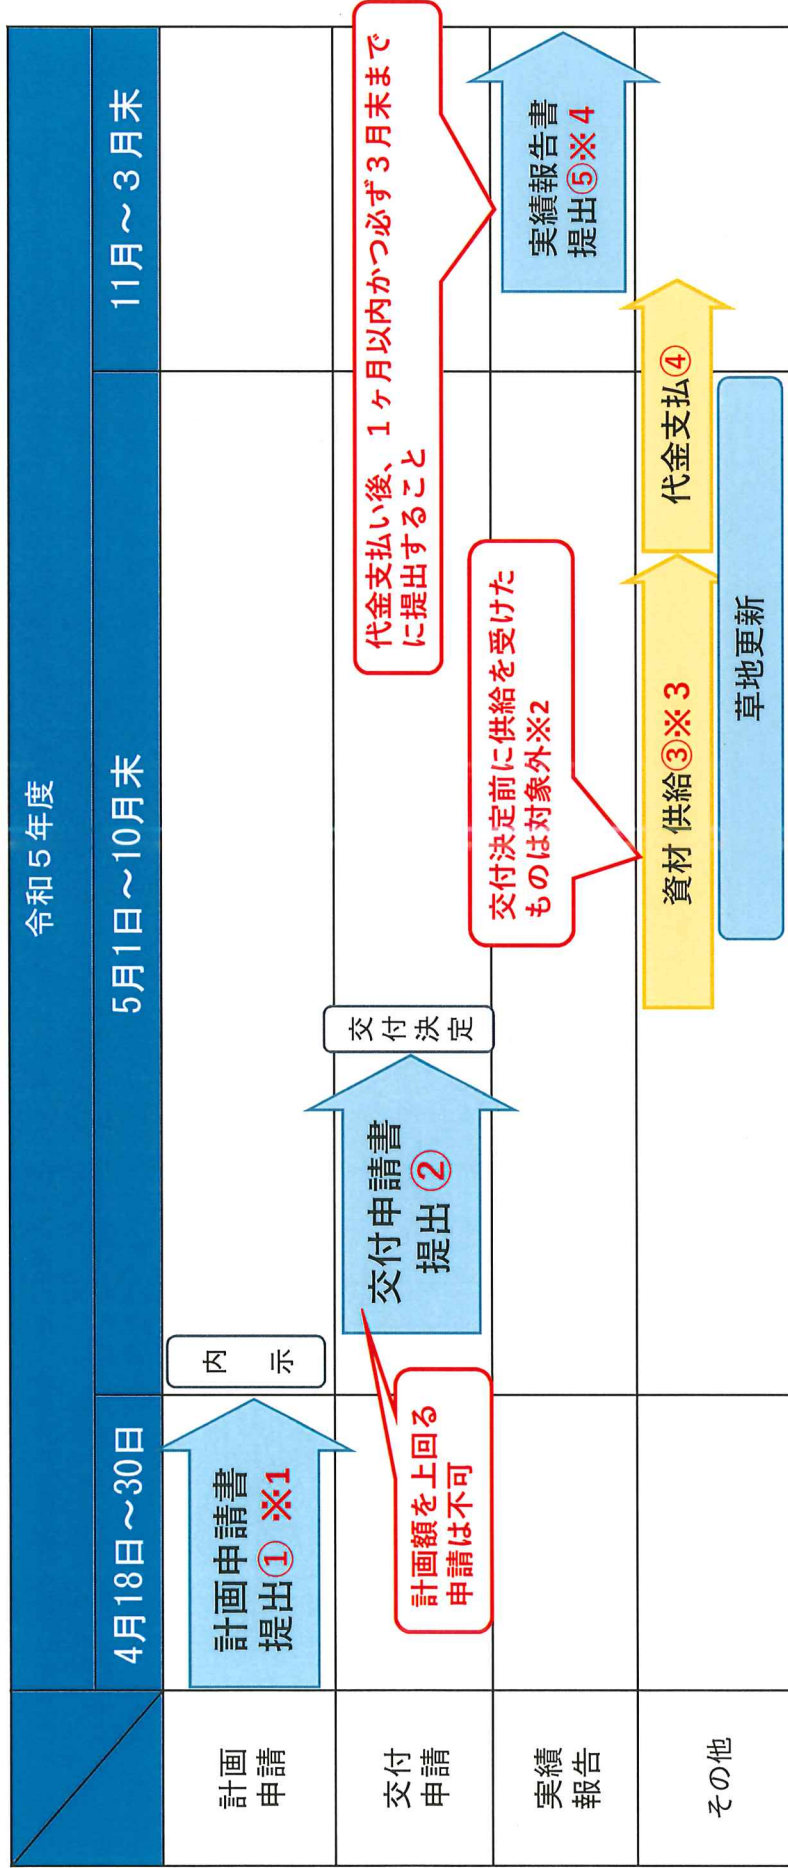 令和５年度
4月18日～30日
5月1日～10月末
11月～３月末
計画
申請
計画申請書
提出① ※1
内　示
交付
申請
計画額を上回る
申請は不可
交付申請書
提出 ②
交付決定
代金支払い後、１ヶ月以内かつ必ず３月末まで
に提出すること
実績
報告
交付決定前に供給を受けた
ものは対象外※2
実績報告書
提出⑤※４
その他
資材 供給③※３
代金支払④
草地更新